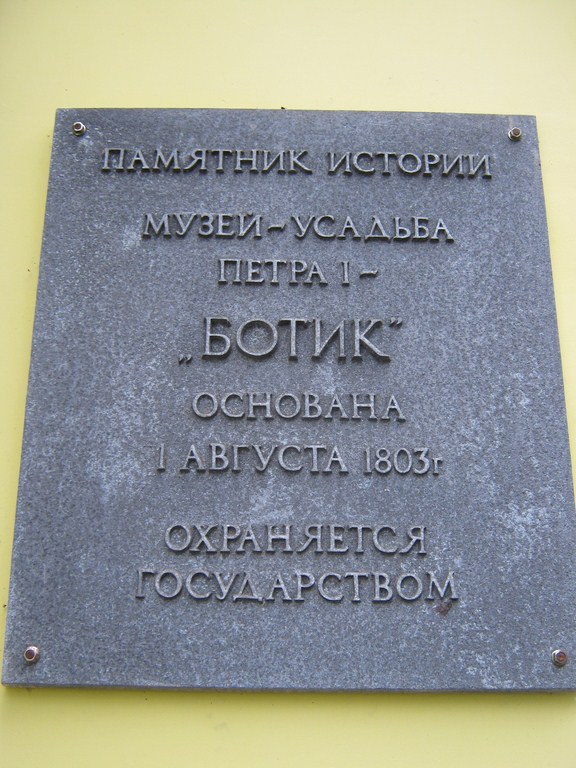 ПАМЯТНИК ИСТОРИИ
МУЗЕЙ-УСАДЬБА
ПЕТРА I-
„БОТИК"
ОСНОВАНА
1 АВГУСТА 1803г
ОХРАНЯЕТСЯ
ГОСУДАРСТВОМ